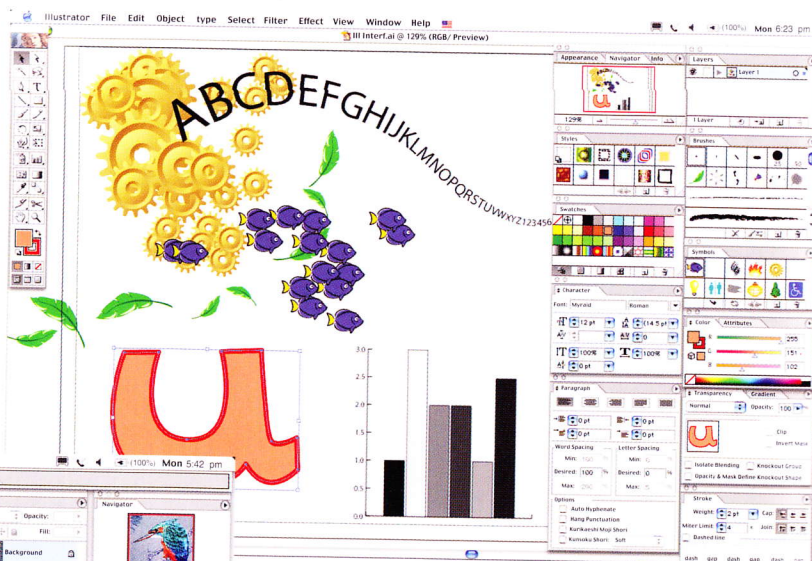 Illustrator File Edit Object type Select Filter Effect View Window Help
(100%) Mon 6:23 pm
III Interf.ai @ 129% (RGB/ Preview)
ABCDEFGHIJKLMNOPQRSTUVWXYZ123456
3.0
2.5
2.0
1.5
1.0
0.5
0.0
(100%) Mon 5:42 pm
Opacity:
Fill:
Background
Navigator
Appearance Navigator Info
129%
Styles
Swatches
Character
Font: Myraid Roman
12 pt (14.5 pt
0
100% 100%
0 pt
Paragraph
0 pt 0 pt
0 pt 0 pt
Word Spacing Letter Spacing
Min: Min:
Desired: 100 % Desired: 0 %
Max: Max:
Options
Auto Hyphenate
Hang Punctuation
Kurikaeshi Moji Shori
Kumoku Shori: Soft
Layers
Layer 1
1 Layer
Brushes
Symbols
Color Attributes
255
151
102
Transparency Gradient
Normal Opacity: 100
Clip
Invert Mask
Isolate Blending Knockout Group
Opacity & Mask Define Knockout Shape
Stroke
Weight: 2 pt Cap:
Miter Limit: 4 x Join:
Dashed line
dash gap dash gap dash gap
u